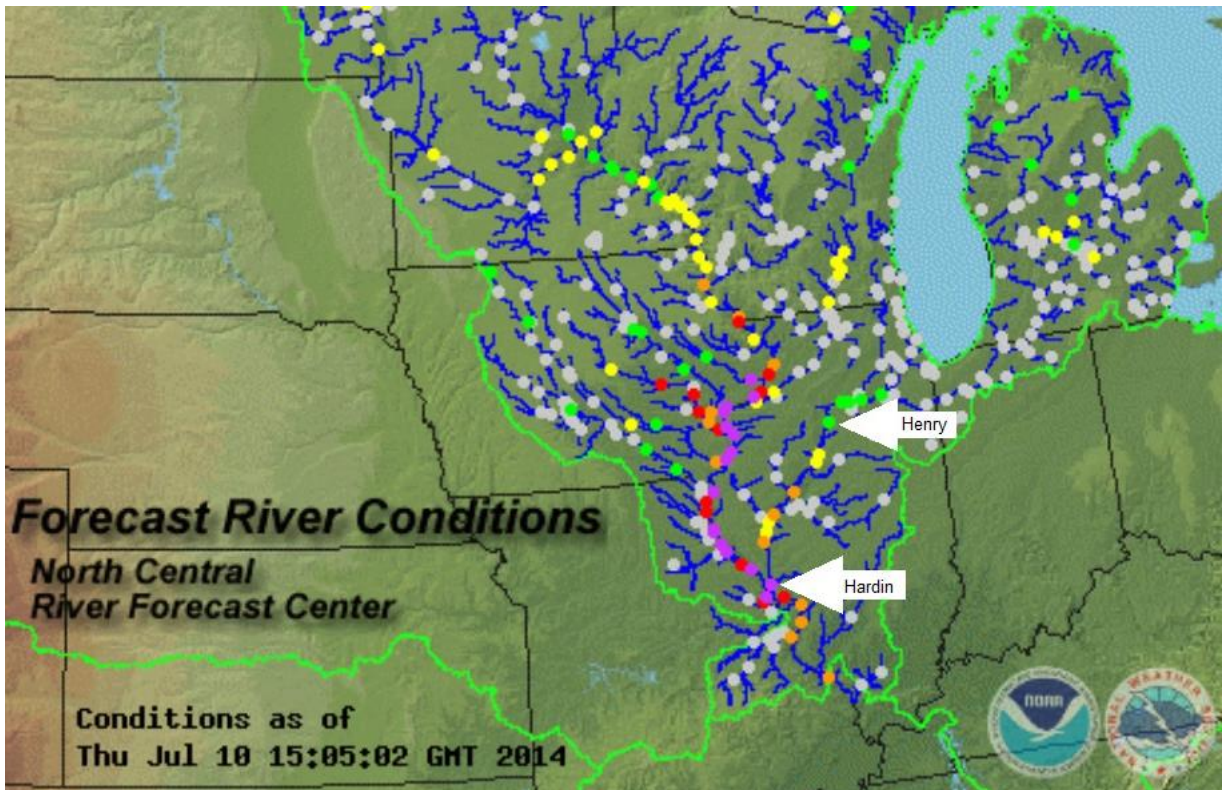 Henry
Forecast River Conditions
North Central
River Forecast Center
Hardin
Conditions as of
Thu Jul 10 15:05:02 GMT 2014
NOAA